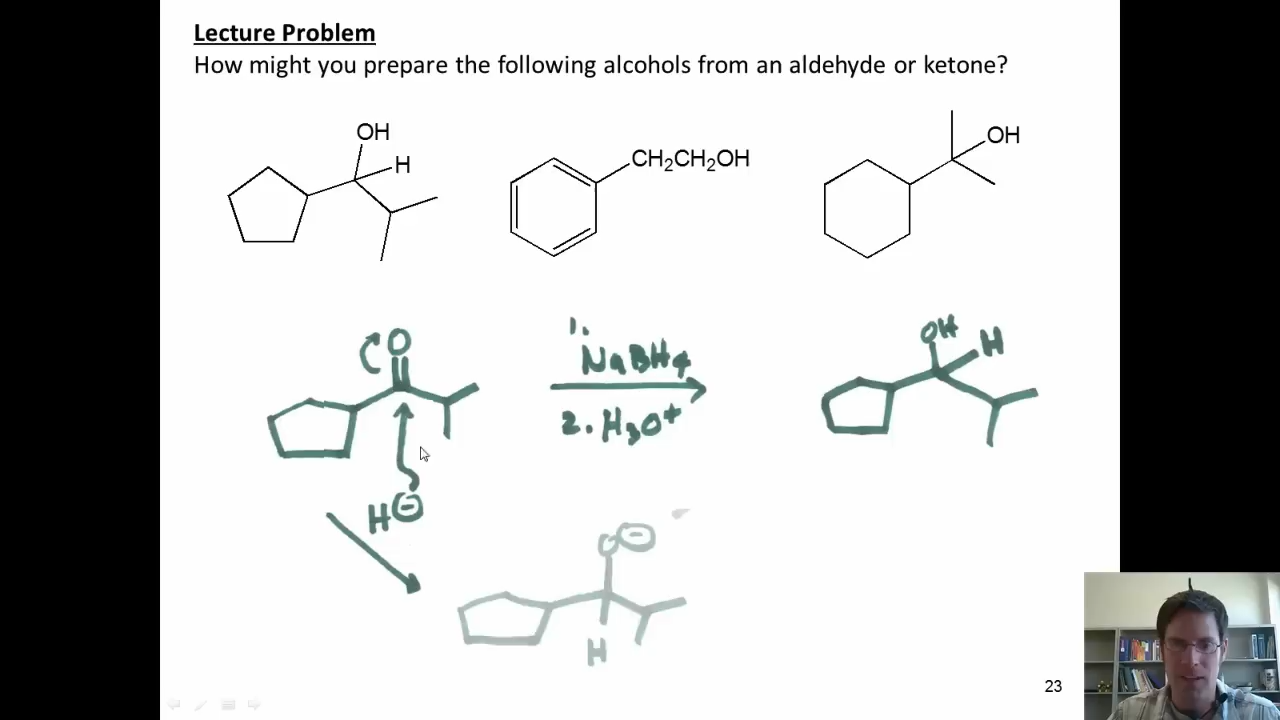 Lecture Problem
How might you prepare the following alcohols from an aldehyde or ketone?
OH
H
CH₂CH₂OH
OH
O
1.
NaBH4
2. H3O+
OH
H
H⊖
O⊖
H
23